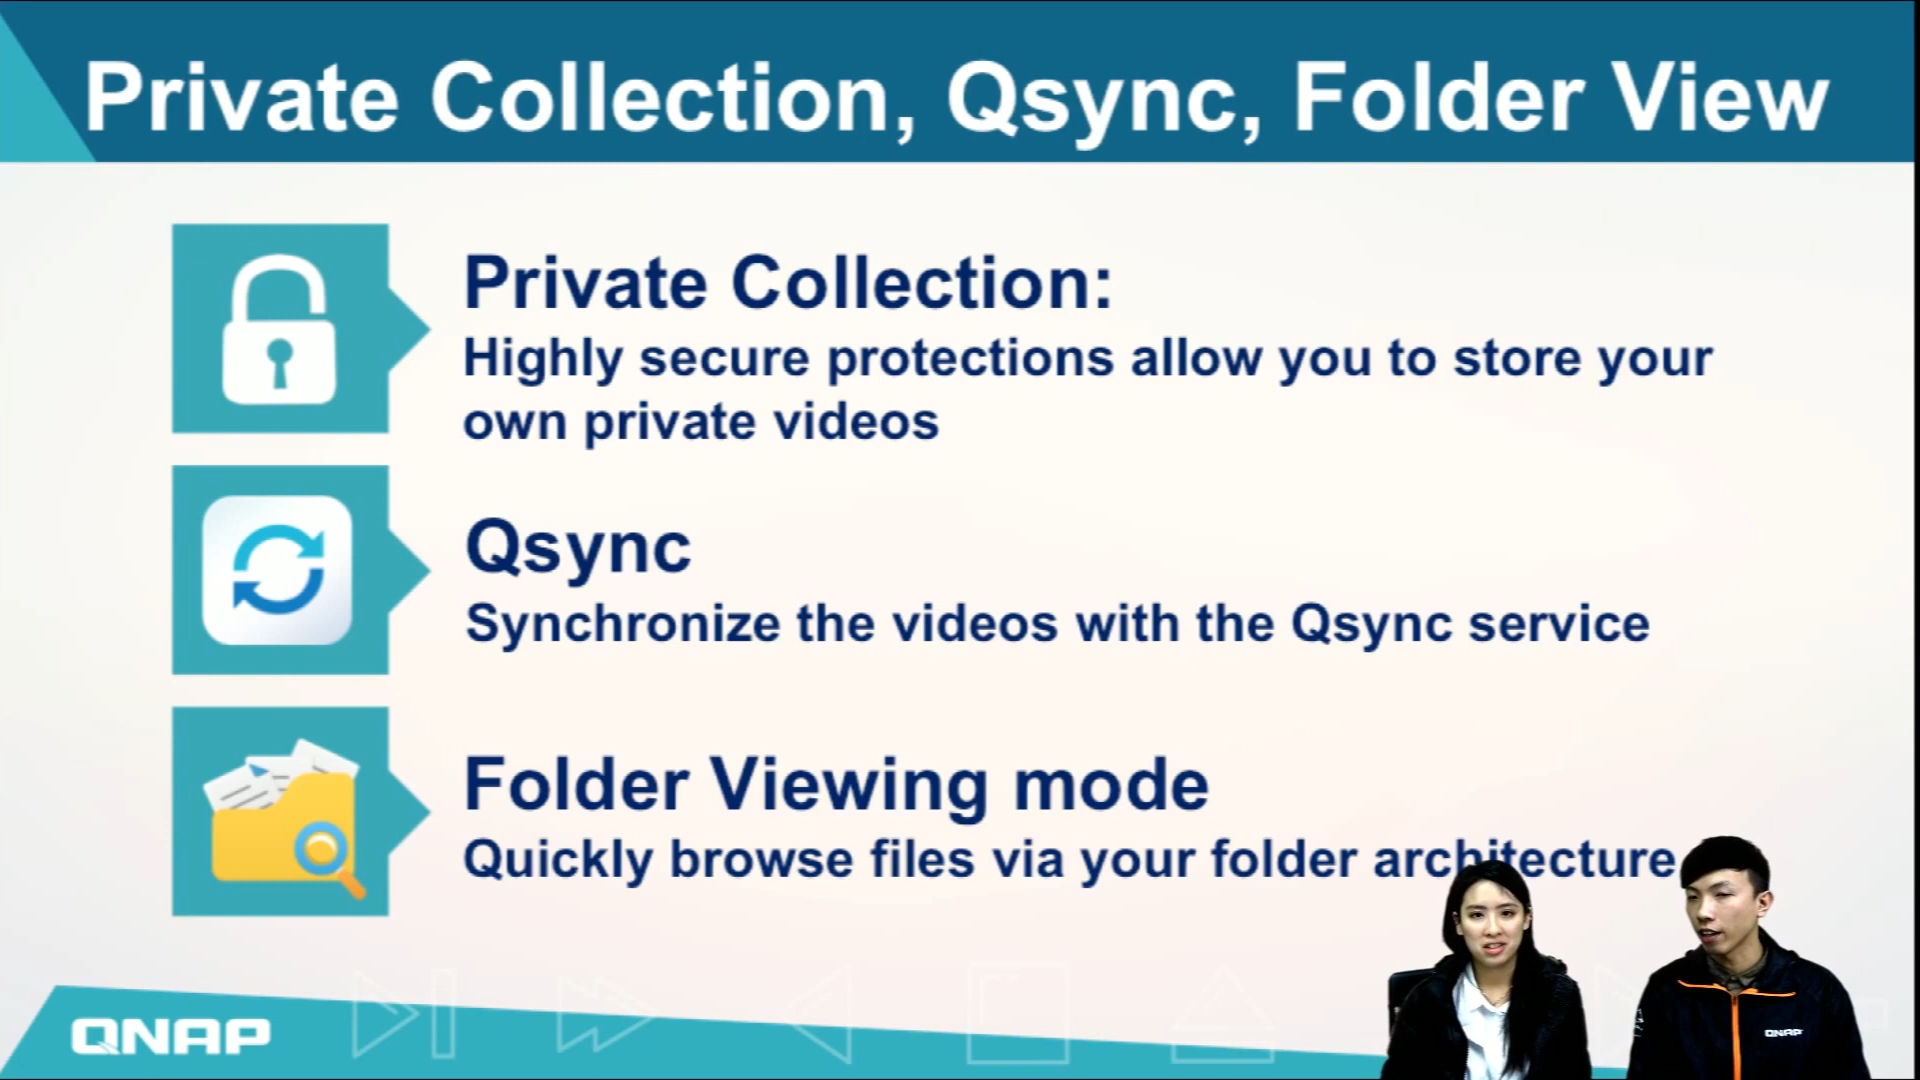 Private Collection, Qsync, Folder View
Private Collection:
Highly secure protections allow you to store your
own private videos
Qsync
Synchronize the videos with the Qsync service
Folder Viewing mode
Quickly browse files via your folder architecture
QNAP
QNAP